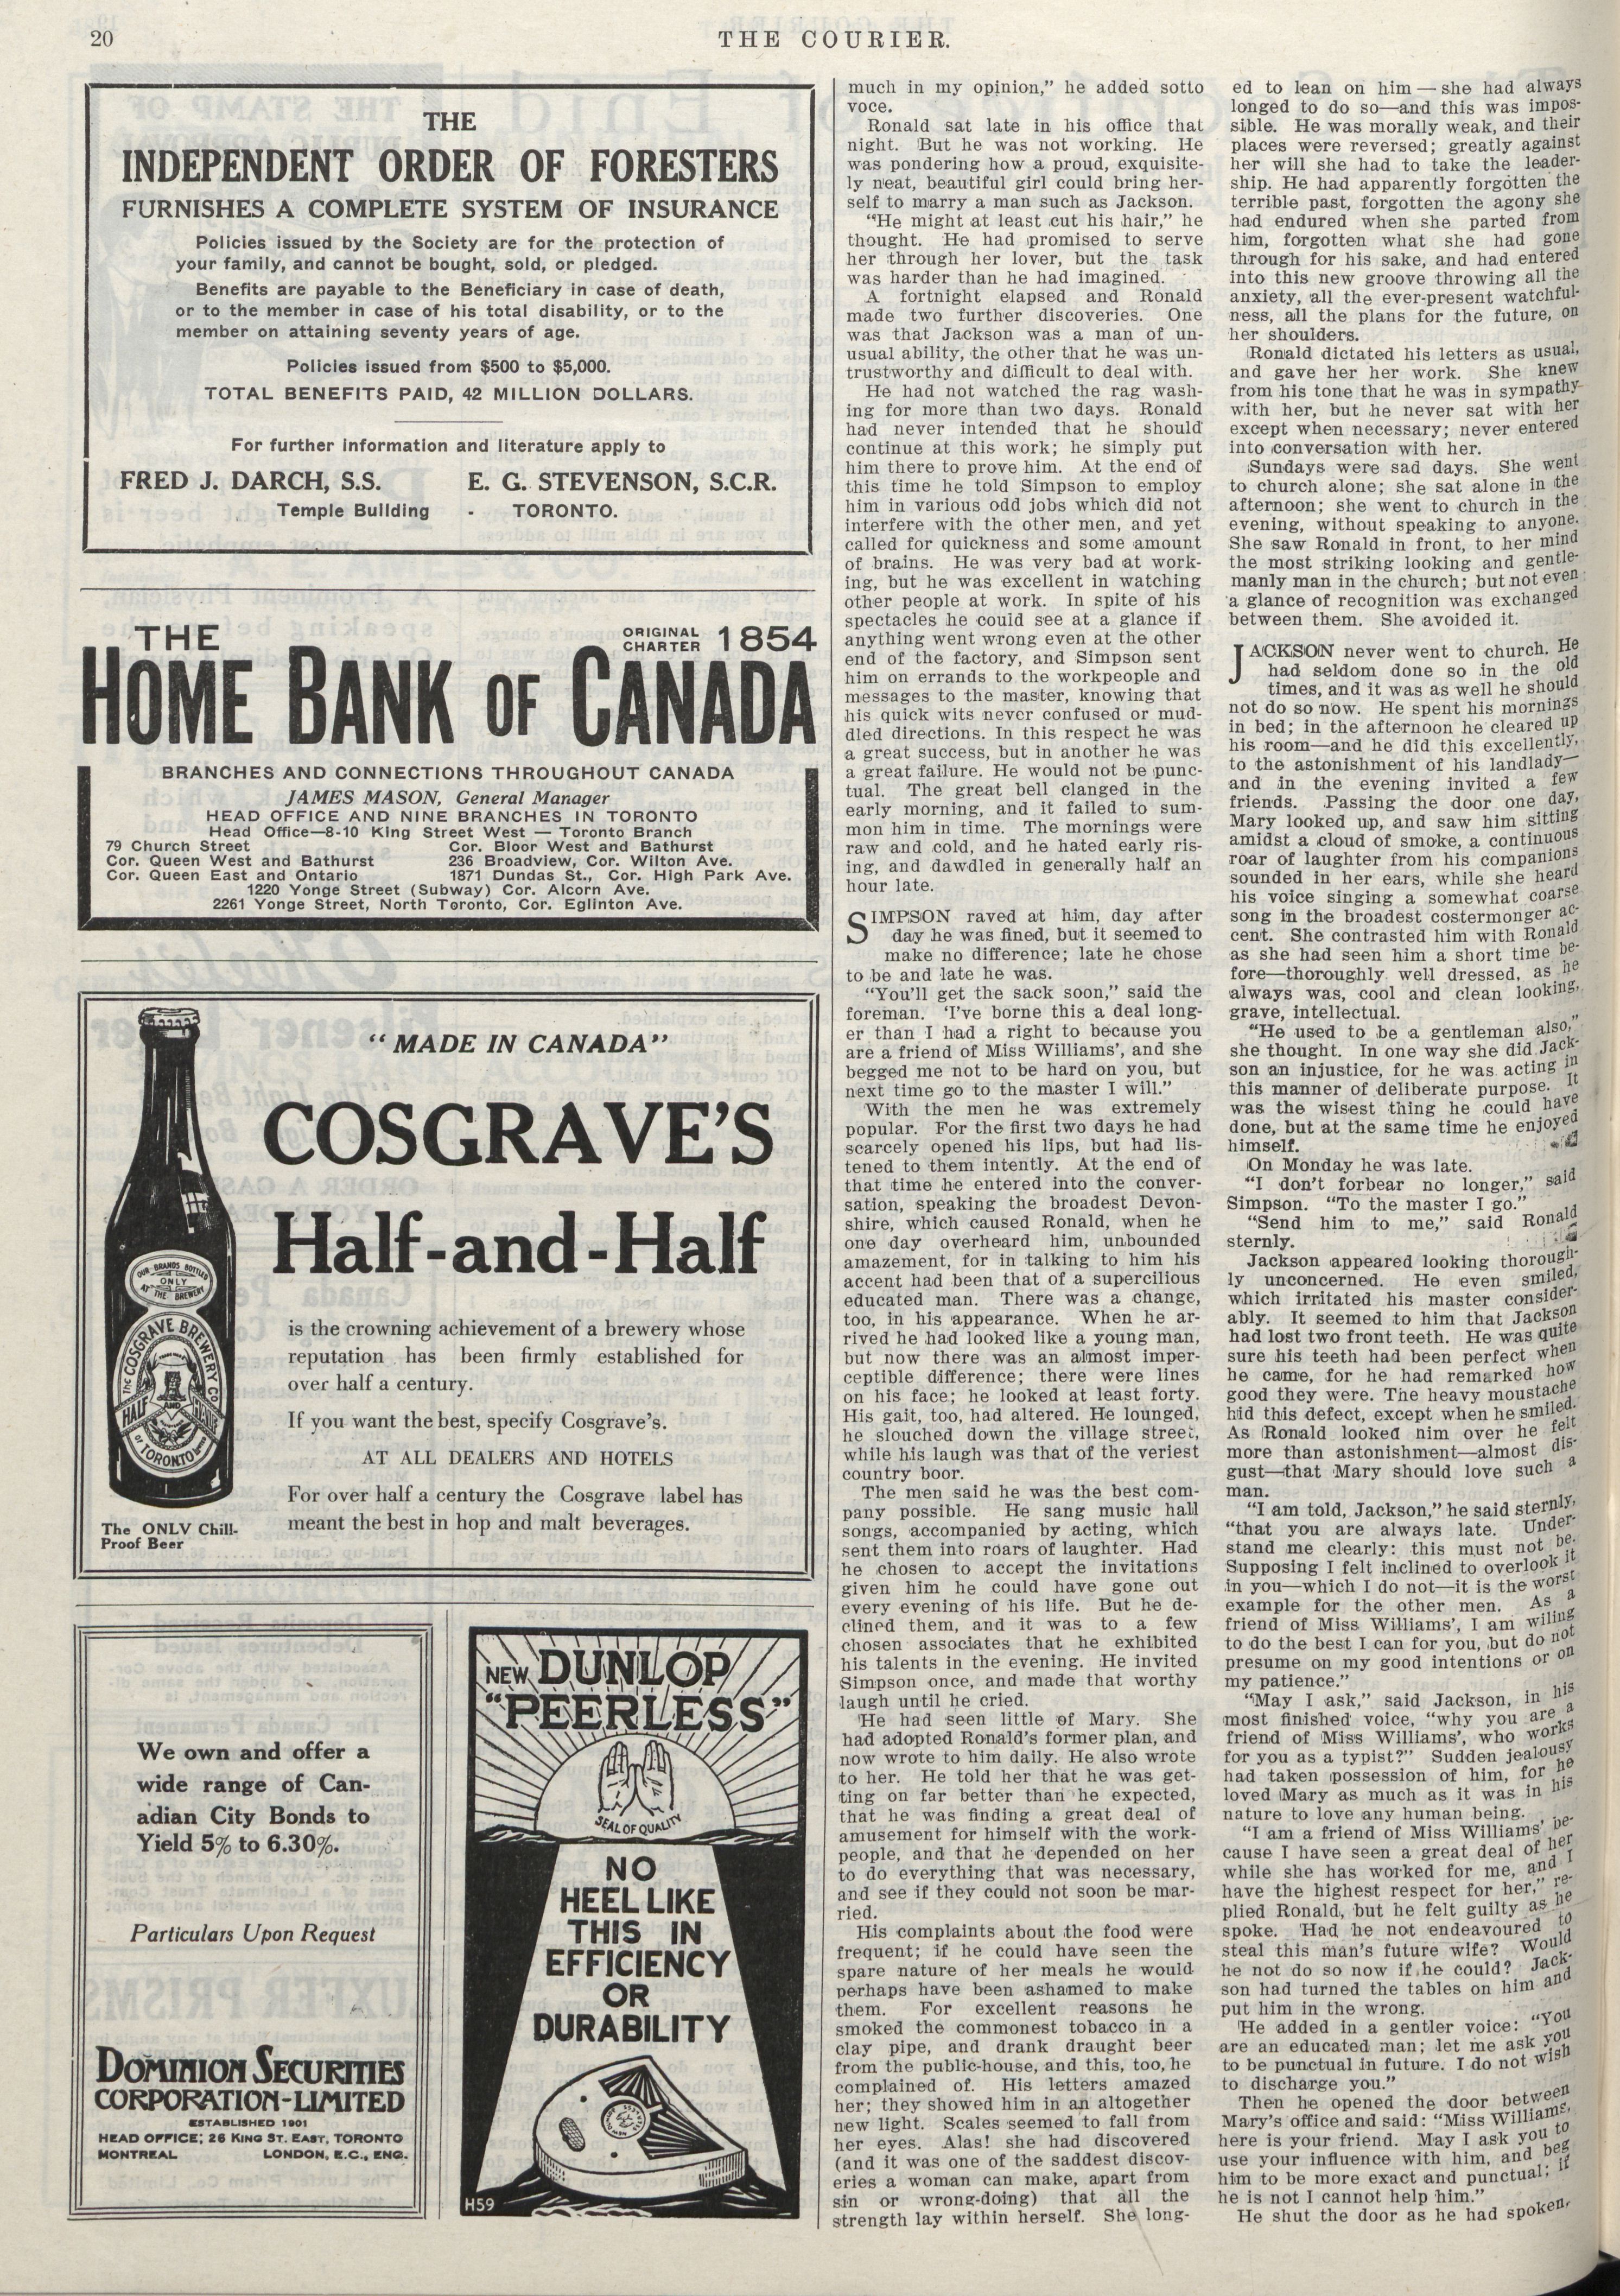 20
THE COURIER.
THE
INDEPENDENT ORDER OF FORESTERS
FURNISHES A COMPLETE SYSTEM OF INSURANCE
Policies issued by the Society are for the protection of
your family, and cannot be bought, sold, or pledged.
Benefits are payable to the Beneficiary in case of death,
or to the member in case of his total disability, or to the
member on attaining seventy years of age.
Policies issued from $500 to $5,000.
TOTAL BENEFITS PAID, 42 MILLION DOLLARS.
For further information and literature apply to
FRED J. DARCH, S.S. E. G. STEVENSON, S.C.R.
Temple Building - TORONTO.
THE ORIGINAL CHARTER 1854
HOME BANK OF CANADA
BRANCHES AND CONNECTIONS THROUGHOUT CANADA
JAMES MASON, General Manager
HEAD OFFICE AND NINE BRANCHES IN TORONTO
Head Office—8-10 King Street West — Toronto Branch
79 Church Street Cor. Bloor West and Bathurst
Cor. Queen West and Bathurst 236 Broadview, Cor. Wilton Ave.
Cor. Queen East and Ontario 1871 Dundas St., Cor. High Park Ave.
1220 Yonge Street (Subway) Cor. Alcorn Ave.
2261 Yonge Street, North Toronto, Cor. Eglinton Ave.
"MADE IN CANADA"
COSGRAVE'S
Half-and-Half
is the crowning achievement of a brewery whose
reputation has been firmly established for
over half a century.
If you want the best, specify Cosgrave's.
AT ALL DEALERS AND HOTELS
For over half a century the Cosgrave label has
meant the best in hop and malt beverages.
OUR BRANDS BOTTLED
ONLY
AT THE BREWERY
THE COSGRAVE BREWERY CO
HALF AND HALF
OF TORONTO
The ONLV Chill-
Proof Beer
We own and offer a
wide range of Can-
adian City Bonds to
Yield 5% to 6.30%.
Particulars Upon Request
DOMINION SECURITIES
CORPORATION-LIMITED
ESTABLISHED 1901
HEAD OFFICE; 26 KING ST. EAST, TORONTO
MONTREAL LONDON, E.C., ENG.
NEW DUNLOP
"PEERLESS"
SEAL OF QUALITY
NO
HEEL LIKE
THIS IN
EFFICIENCY
OR
DURABILITY
H59
much in my opinion," he added sotto
voce.
Ronald sat late in his office that
night. But he was not working. He
was pondering how a proud, exquisite-
ly neat, beautiful girl could bring her-
self to marry a man such as Jackson.
"He might at least cut his hair," he
thought. He had promised to serve
her through her lover, but the task
was harder than he had imagined.
A fortnight elapsed and Ronald
made two further discoveries. One
was that Jackson was a man of un-
usual ability, the other that he was un-
trustworthy and difficult to deal with.
He had not watched the rag wash-
ing for more than two days. Ronald
had never intended that he should
continue at this work; he simply put
him there to prove him. At the end of
this time he told Simpson to employ
him in various odd jobs which did not
interfere with the other men, and yet
called for quickness and some amount
of brains. He was very bad at work-
ing, but he was excellent in watching
other people at work. In spite of his
spectacles he could see at a glance if
anything went wrong even at the other
end of the factory, and Simpson sent
him on errands to the workpeople and
messages to the master, knowing that
his quick wits never confused or mud-
dled directions. In this respect he was
a great success, but in another he was
a great failure. He would not be punc-
tual. The great bell clanged in the
early morning, and it failed to sum-
mon him in time. The mornings were
raw and cold, and he hated early ris-
ing, and dawdled in generally half an
hour late.
SIMPSON raved at him, day after
day he was fined, but it seemed to
make no difference; late he chose
to be and late he was.
"You'll get the sack soon," said the
foreman. 'I've borne this a deal long-
er than I had a right to because you
are a friend of Miss Williams', and she
begged me not to be hard on you, but
next time go to the master I will."
With the men he was extremely
popular. For the first two days he had
scarcely opened his lips, but had lis-
tened to them intently. At the end of
that time he entered into the conver-
sation, speaking the broadest Devon-
shire, which caused Ronald, when he
one day overheard him, unbounded
amazement, for in talking to him his
accent had been that of a supercilious
educated man. There was a change,
too, in his appearance. When he ar-
rived he had looked like a young man,
but now there was an almost imper-
ceptible difference; there were lines
on his face; he looked at least forty.
His gait, too, had altered. He lounged,
he slouched down the village street,
while his laugh was that of the veriest
country boor.
The men said he was the best com-
pany possible. He sang music hall
songs, accompanied by acting, which
sent them into roars of laughter. Had
he chosen to accept the invitations
given him he could have gone out
every evening of his life. But he de-
clined them, and it was to a few
chosen associates that he exhibited
his talents in the evening. He invited
Simpson once, and made that worthy
laugh until he cried.
He had seen little of Mary. She
had adopted Ronald's former plan, and
now wrote to him daily. He also wrote
to her. He told her that he was get-
ting on far better than he expected,
that he was finding a great deal of
amusement for himself with the work-
people, and that he depended on her
to do everything that was necessary,
and see if they could not soon be mar-
ried.
His complaints about the food were
frequent; if he could have seen the
spare nature of her meals he would
perhaps have been ashamed to make
them. For excellent reasons he
smoked the commonest tobacco in a
clay pipe, and drank draught beer
from the public-house, and this, too, he
complained of. His letters amazed
her; they showed him in an altogether
new light. Scales seemed to fall from
her eyes. Alas! she had discovered
(and it was one of the saddest discov-
eries a woman can make, apart from
sin or wrong-doing) that all the
strength lay within herself. She long-
ed to lean on him — she had always
longed to do so—and this was impos-
sible. He was morally weak, and their
places were reversed; greatly against
her will she had to take the leader-
ship. He had apparently forgotten the
terrible past, forgotten the agony she
had endured when she parted from
him, forgotten what she had gone
through for his sake, and had entered
into this new groove throwing all the
anxiety, all the ever-present watchful-
ness, all the plans for the future, on
her shoulders.
Ronald dictated his letters as usual,
and gave her her work. She knew
from his tone that he was in sympathy
with her, but he never sat with her
except when necessary; never entered
into conversation with her.
Sundays were sad days. She went
to church alone; she sat alone in the
afternoon; she went to church in the
evening, without speaking to anyone.
She saw Ronald in front, to her mind
the most striking looking and gentle-
manly man in the church; but not even
a glance of recognition was exchanged
between them. She avoided it.
JACKSON never went to church. He
had seldom done so in the old
times, and it was as well he should
not do so now. He spent his mornings
in bed; in the afternoon he cleared up
his room—and he did this excellently,
to the astonishment of his landlady—
and in the evening invited a few
friends. Passing the door one day,
Mary looked up, and saw him sitting
amidst a cloud of smoke, a continuous
roar of laughter from his companions
sounded in her ears, while she heard
his voice singing a somewhat coarse
song in the broadest costermonger ac-
cent. She contrasted him with Ronald
as she had seen him a short time be-
fore—thoroughly well dressed, as he
always was, cool and clean looking,
grave, intellectual.
"He used to be a gentleman also,"
she thought. In one way she did Jack-
son an injustice, for he was acting in
this manner of deliberate purpose. It
was the wisest thing he could have
done, but at the same time he enjoyed
himself.
On Monday he was late.
"I don't forbear no longer," said
Simpson. "To the master I go."
"Send him to me," said Ronald
sternly.
Jackson appeared looking thorough-
ly unconcerned. He even smiled,
which irritated his master consider-
ably. It seemed to him that Jackson
had lost two front teeth. He was quite
sure his teeth had been perfect when
he came, for he had remarked how
good they were. The heavy moustache
hid this defect, except when he smiled.
As Ronald looked nim over he felt
more than astonishment—almost dis-
gust—that Mary should love such a
man.
"I am told, Jackson," he said sternly,
"that you are always late. Under-
stand me clearly: this must not be.
Supposing I felt inclined to overlook it
in you—which I do not—it is the worst
example for the other men. As a
friend of Miss Williams', I am wiling
to do the best I can for you, but do not
presume on my good intentions or on
my patience."
"May I ask," said Jackson, in his
most finished voice, "why you are a
friend of Miss Williams', who works
for you as a typist?" Sudden jealousy
had taken possession of him, for he
loved Mary as much as it was in his
nature to love any human being.
"I am a friend of Miss Williams' be-
cause I have seen a great deal of her
while she has worked for me, and I
have the highest respect for her," re-
plied Ronald, but he felt guilty as he
spoke. Had he not endeavoured to
steal this man's future wife? Would
he not do so now if he could? Jack-
son had turned the tables on him and
put him in the wrong.
He added in a gentler voice: "You
are an educated man; let me ask you
to be punctual in future. I do not wish
to discharge you."
Then he opened the door between
Mary's office and said: "Miss Williams,
here is your friend. May I ask you to
use your influence with him, and beg
him to be more exact and punctual; if
he is not I cannot help him."
He shut the door as he had spoken,